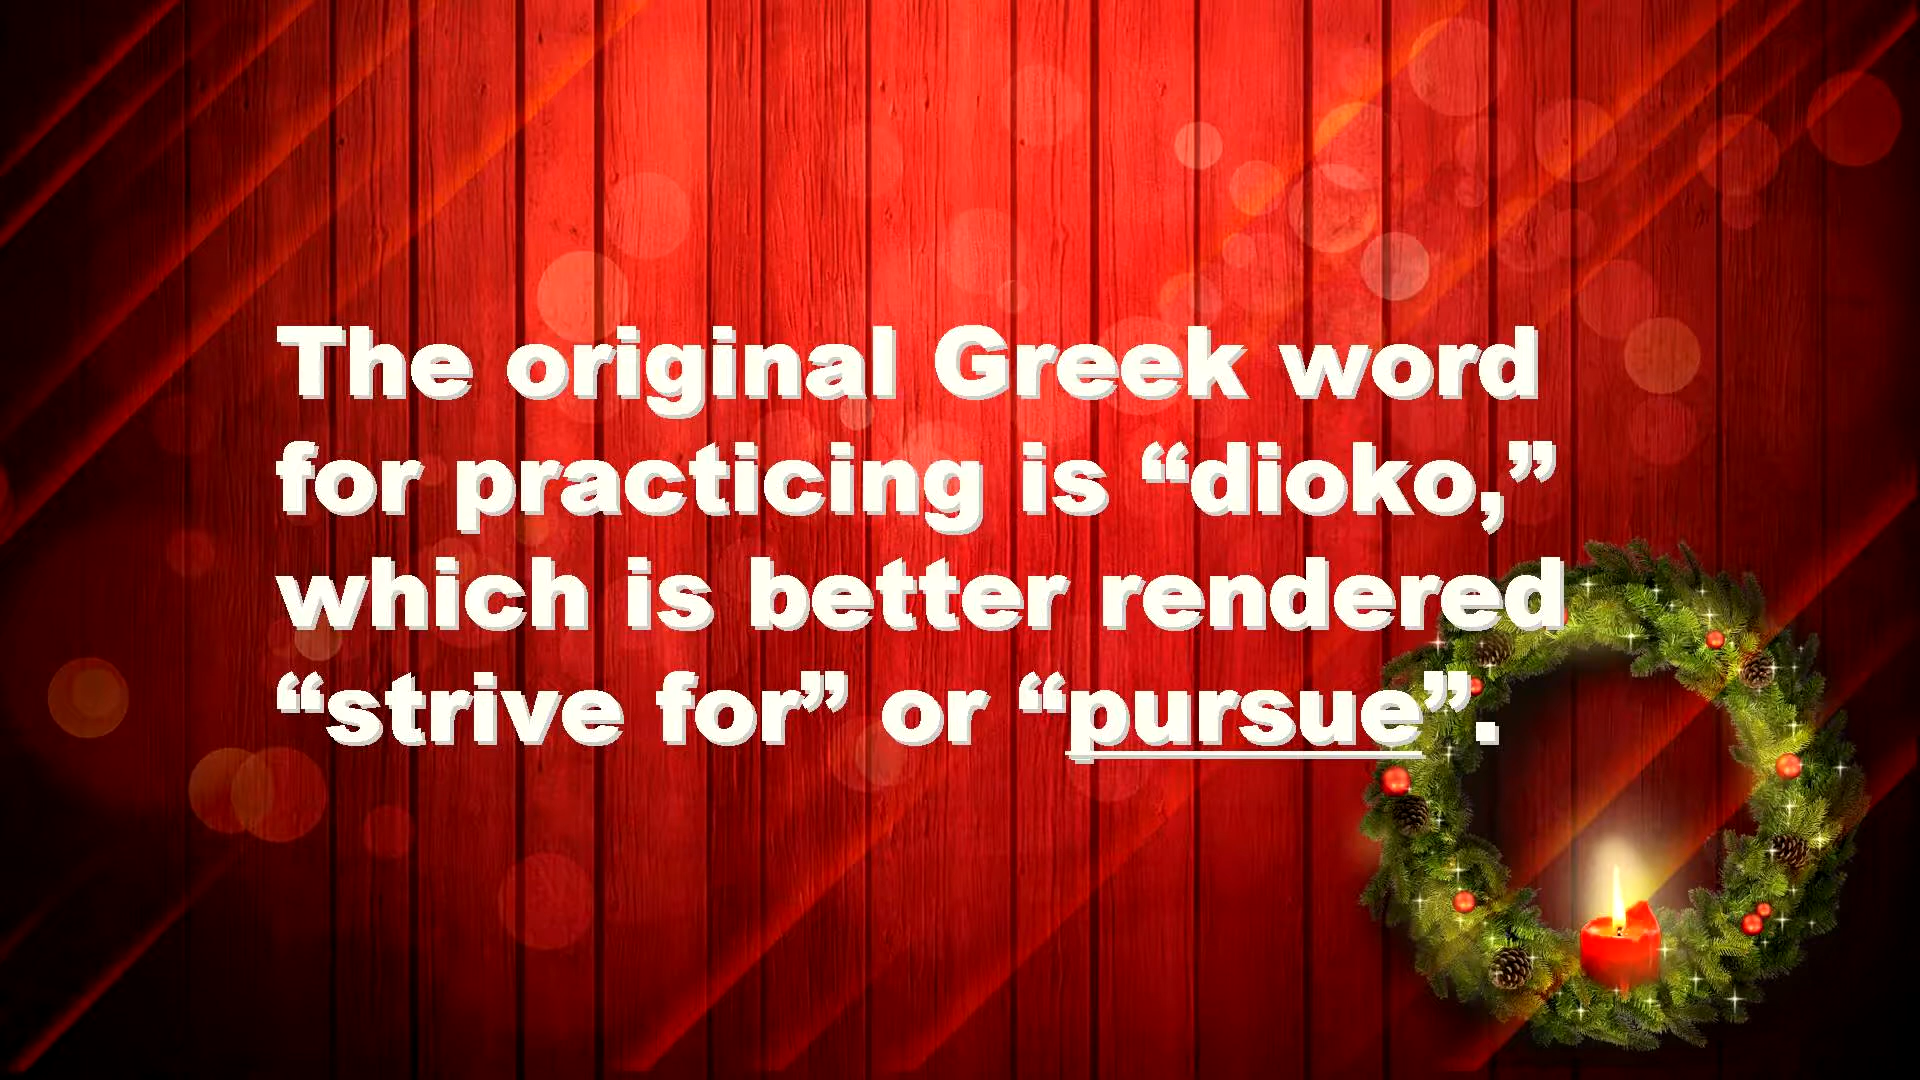 The original Greek word
for practicing is “dioko,”
which is better rendered
“strive for” or “pursue”.